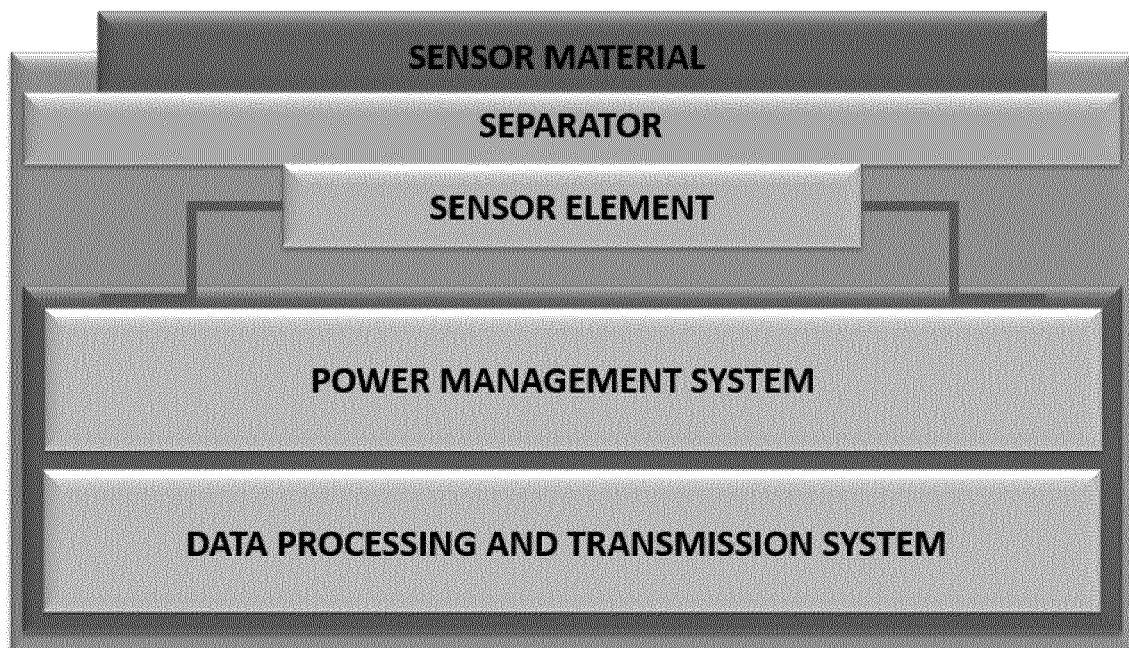 SENSOR MATERIAL
SEPARATOR
SENSOR ELEMENT
POWER MANAGEMENT SYSTEM
DATA PROCESSING AND TRANSMISSION SYSTEM